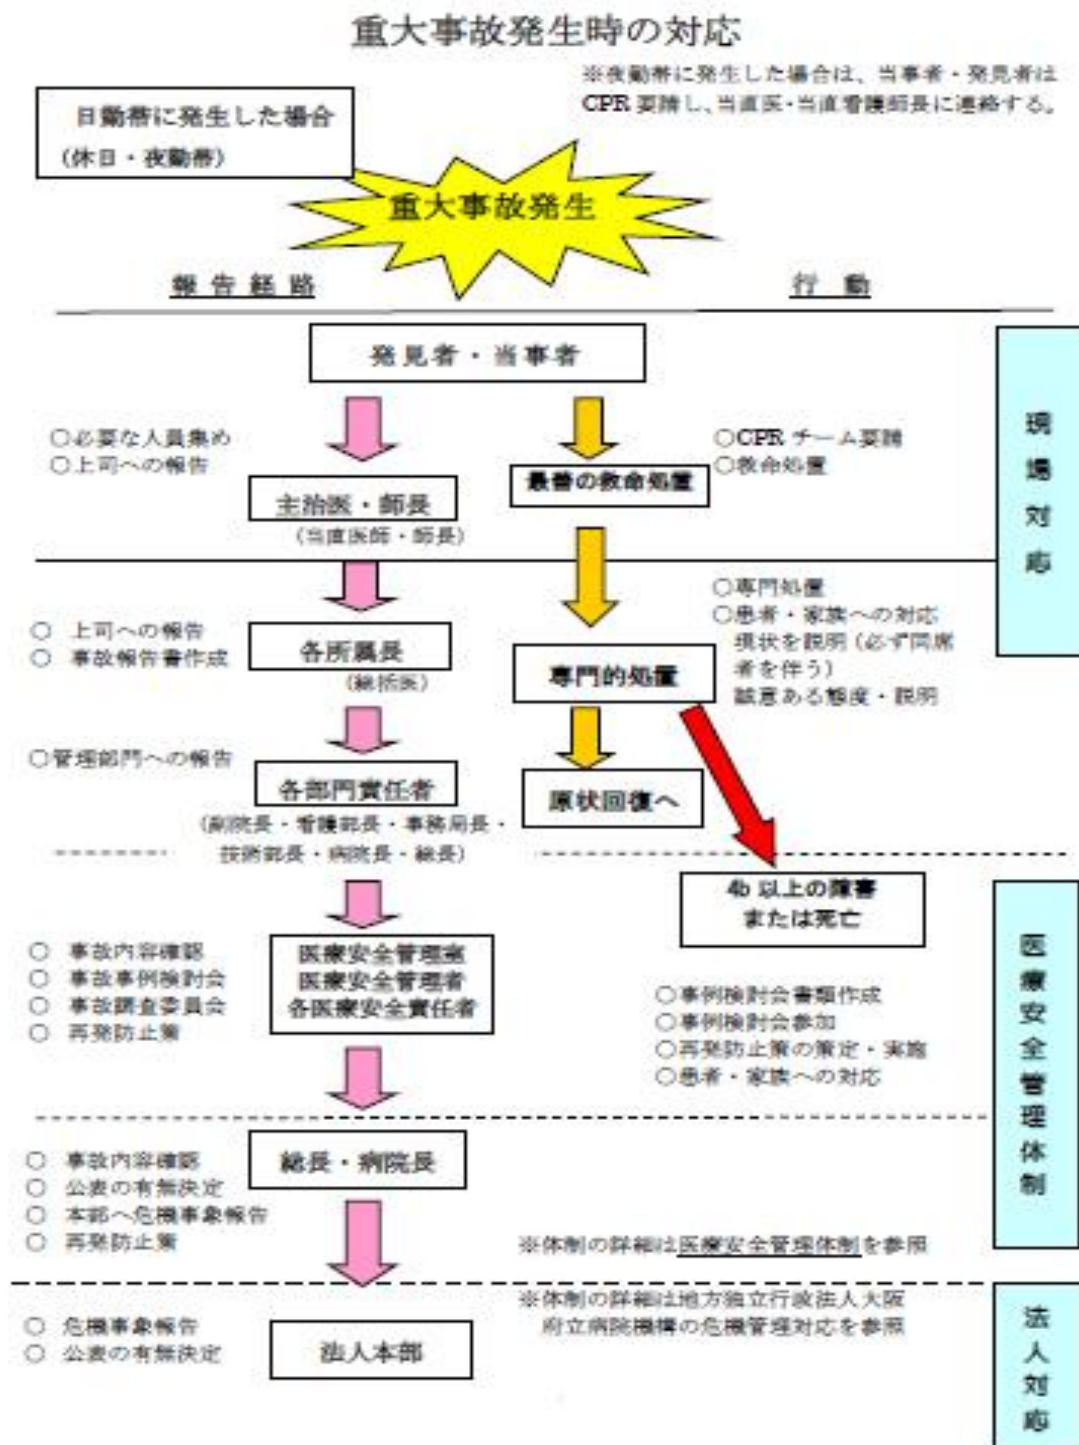 重大事故発生時の対応
※夜勤帯に発生した場合は、当事者・発見者は
CPR 要請し、当直医・当直看護師長に連絡する。
日勤帯に発生した場合
(休日・夜勤帯)
重大事故発生
報告経路
行動
発見者・当事者
○必要な人員集め
○上司への報告
主治医・師長
(当直医師・師長)
○CPR チーム要請
○救命処置
最善の救命処置
現場対応
○ 上司への報告
○ 事故報告書作成
各所属長
(総括医)
専門的処置
○専門処置
○患者・家族への対応
現状を説明(必ず同席
者を伴う)
誠意ある態度・説明
○管理部門への報告
各部門責任者
(副院長・看護部長・事務局長・
技術部長・病院長・総長)
原状回復へ
4b 以上の障害
または死亡
○ 事故内容確認
○ 事故事例検討会
○ 事故調査委員会
○ 再発防止策
医療安全管理室
医療安全管理者
各医療安全責任者
○事例検討会書類作成
○事例検討会参加
○再発防止策の策定・実施
○患者・家族への対応
医療安全管理体制
○ 事故内容確認
○ 公表の有無決定
○ 本部へ危機事象報告
○ 再発防止策
総長・病院長
※体制の詳細は医療安全管理体制を参照
※体制の詳細は地方独立行政法人大阪
府立病院機構の危機管理対応を参照
○ 危機事象報告
○ 公表の有無決定
法人本部
法人対応